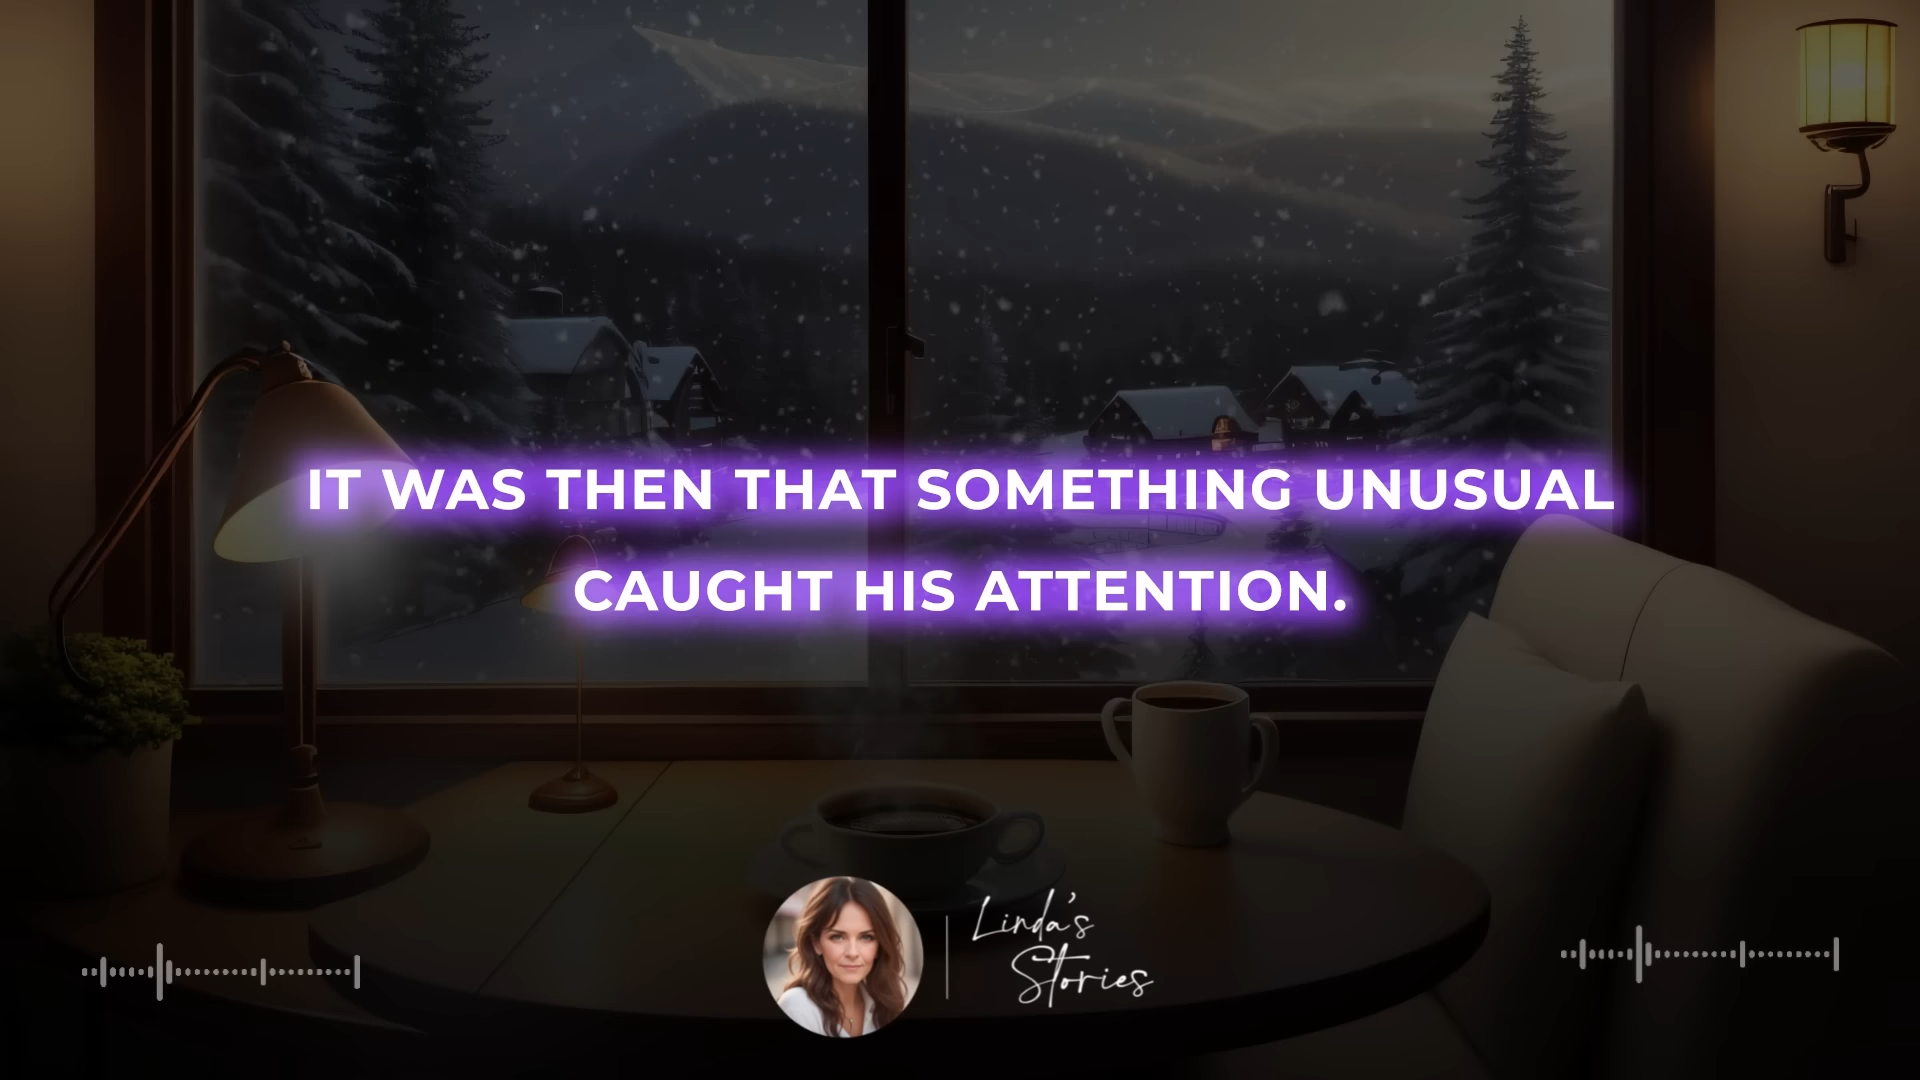 IT WAS THEN THAT SOMETHING UNUSUAL
CAUGHT HIS ATTENTION.
Linda's
Stories